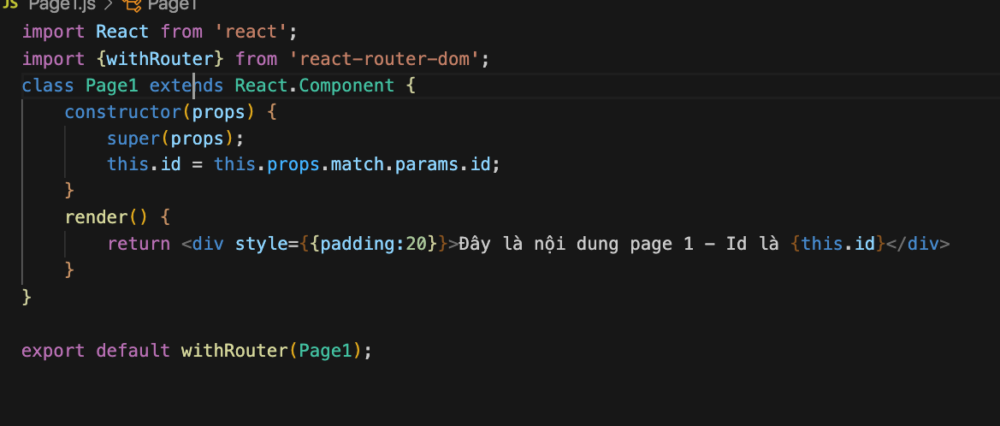 JS Page1.js > Page1
import React from 'react';
import {withRouter} from 'react-router-dom';
class Page1 extends React.Component {
    constructor(props) {
        super(props);
        this.id = this.props.match.params.id;
    }
    render() {
        return <div style={{padding:20}}>Đây là nội dung page 1 - Id là {this.id}</div>
    }
}
export default withRouter(Page1);